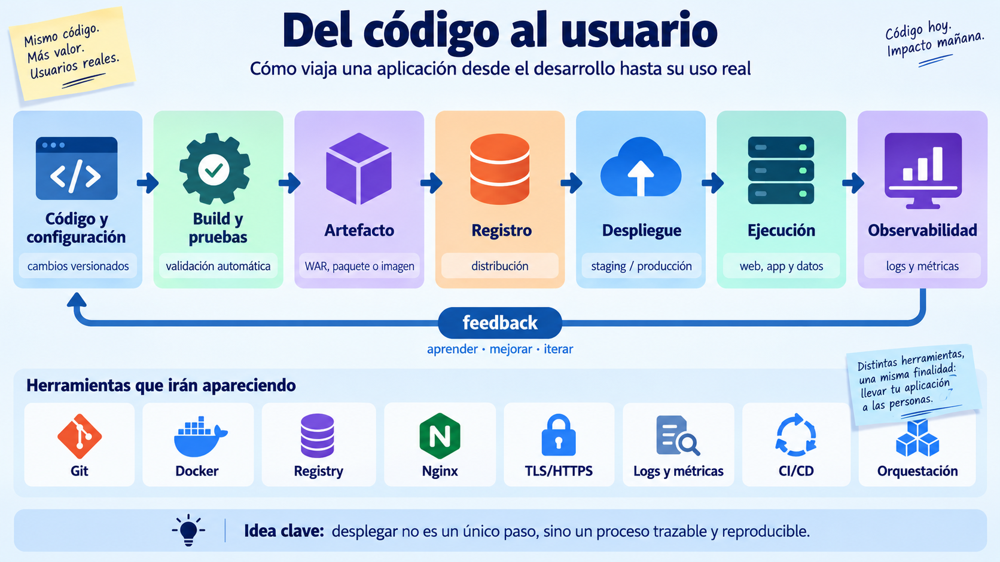 Mismo código.
Más valor.
Usuarios reales.
Del código al usuario
Cómo viaja una aplicación desde el desarrollo hasta su uso real
Código hoy.
Impacto mañana.
</>
Código y
configuración
cambios versionados
Build y
pruebas
validación automática
Artefacto
WAR, paquete o imagen
Registro
distribución
Despliegue
staging / producción
Ejecución
web, app y datos
Observabilidad
logs y métricas
feedback
aprender · mejorar · iterar
Distintas herramientas,
una misma finalidad:
llevar tu aplicación
a las personas.
Herramientas que irán apareciendo
Git
Docker
Registry
N
Nginx
TLS/HTTPS
Logs y métricas
CI/CD
Orquestación
Idea clave: desplegar no es un único paso, sino un proceso trazable y reproducible.